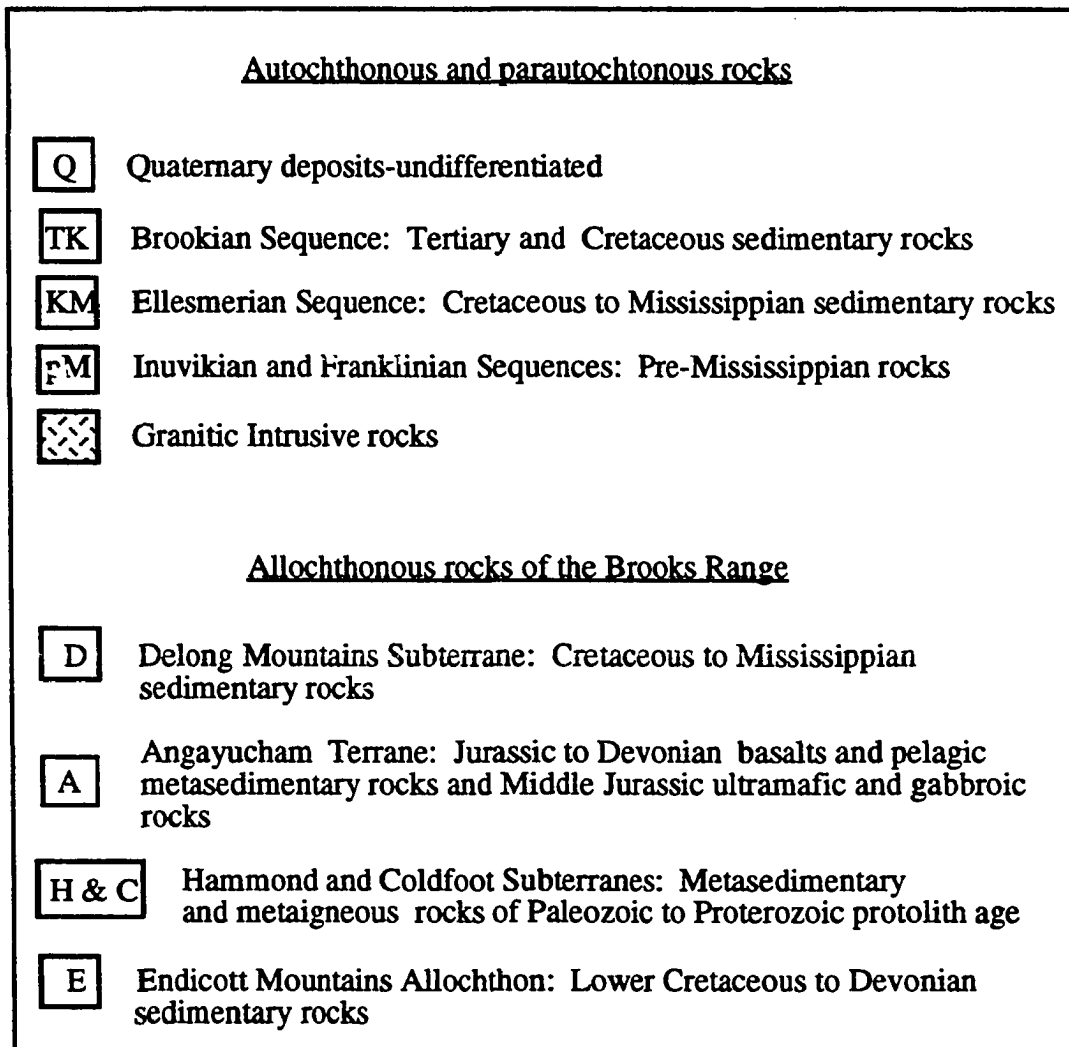 Autochthonous and parautochtonous rocks
Q Quaternary deposits-undifferentiated
TK Brookian Sequence: Tertiary and Cretaceous sedimentary rocks
KM Ellesmerian Sequence: Cretaceous to Mississippian sedimentary rocks
pM Inuvikian and Franklinian Sequences: Pre-Mississippian rocks
Granitic Intrusive rocks
Allochthonous rocks of the Brooks Range
D Delong Mountains Subterrane: Cretaceous to Mississippian
sedimentary rocks
Angayucham Terrane: Jurassic to Devonian basalts and pelagic
A metasedimentary rocks and Middle Jurassic ultramafic and gabbroic
rocks
H & C Hammond and Coldfoot Subterranes: Metasedimentary
and metaigneous rocks of Paleozoic to Proterozoic protolith age
E Endicott Mountains Allochthon: Lower Cretaceous to Devonian
sedimentary rocks